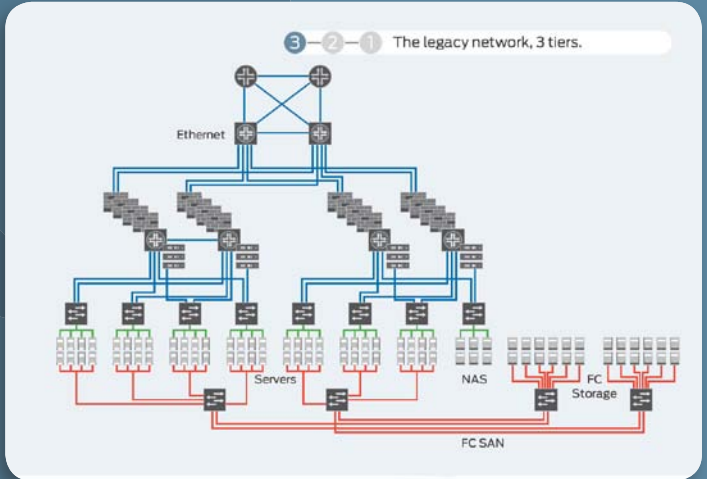 3 2 1 The legacy network, 3 tiers.
Ethernet
Servers
NAS
FC
Storage
FC SAN